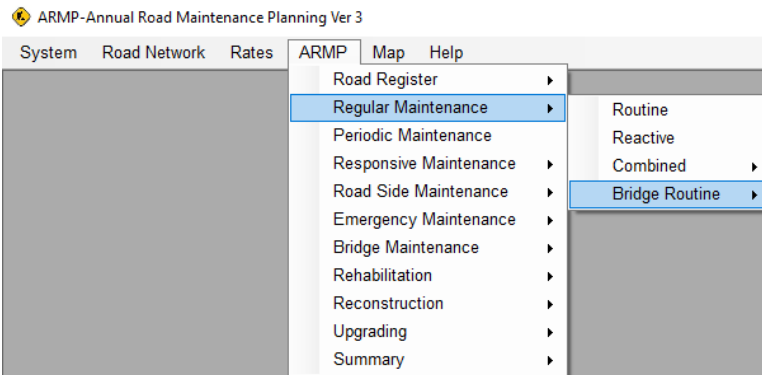 ARMP-Annual Road Maintenance Planning Ver 3
System Road Network Rates ARMP Map Help
Road Register
Regular Maintenance
Periodic Maintenance
Responsive Maintenance
Road Side Maintenance
Emergency Maintenance
Bridge Maintenance
Rehabilitation
Reconstruction
Upgrading
Summary
Routine
Reactive
Combined
Bridge Routine